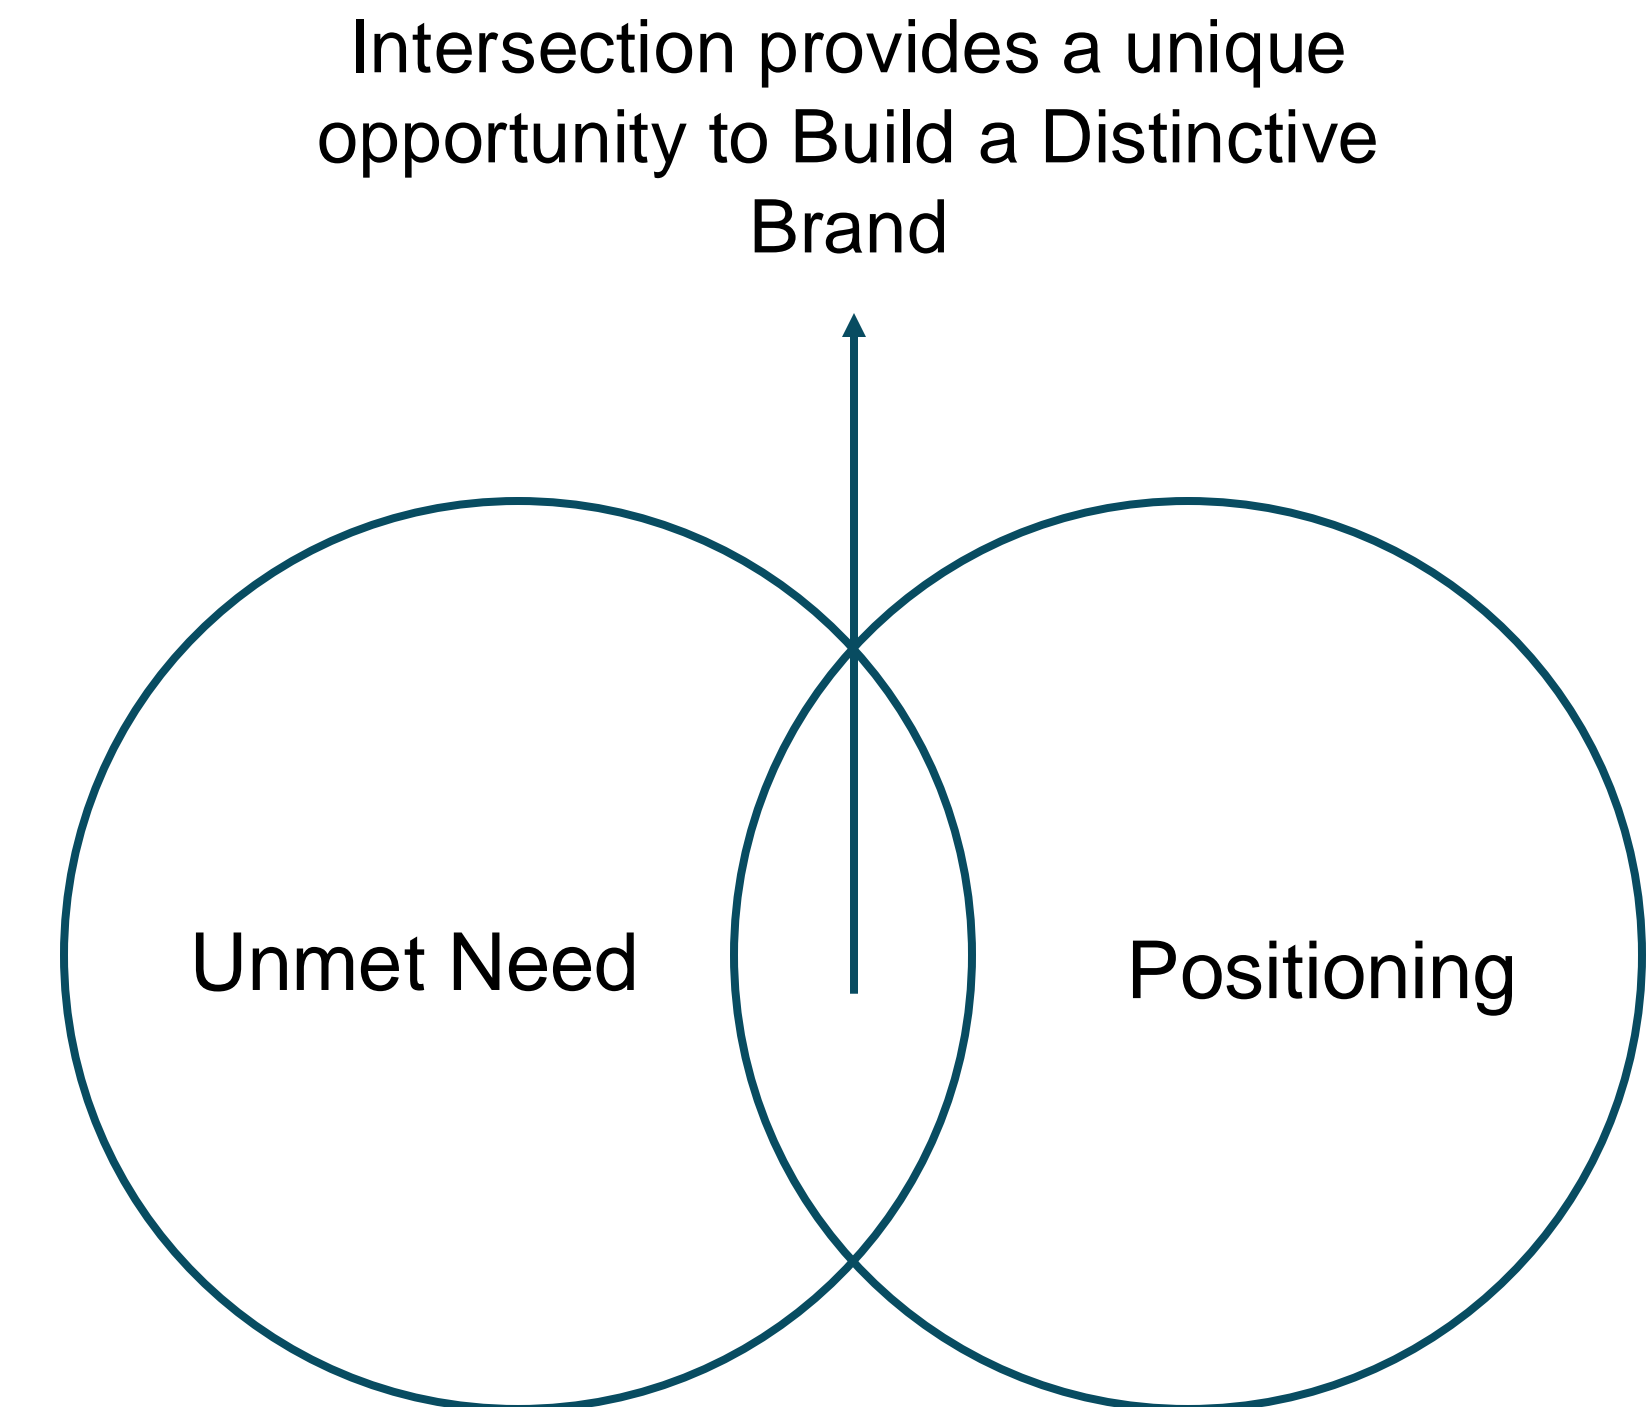 Intersection provides a unique
opportunity to Build a Distinctive
Brand
Unmet Need
Positioning